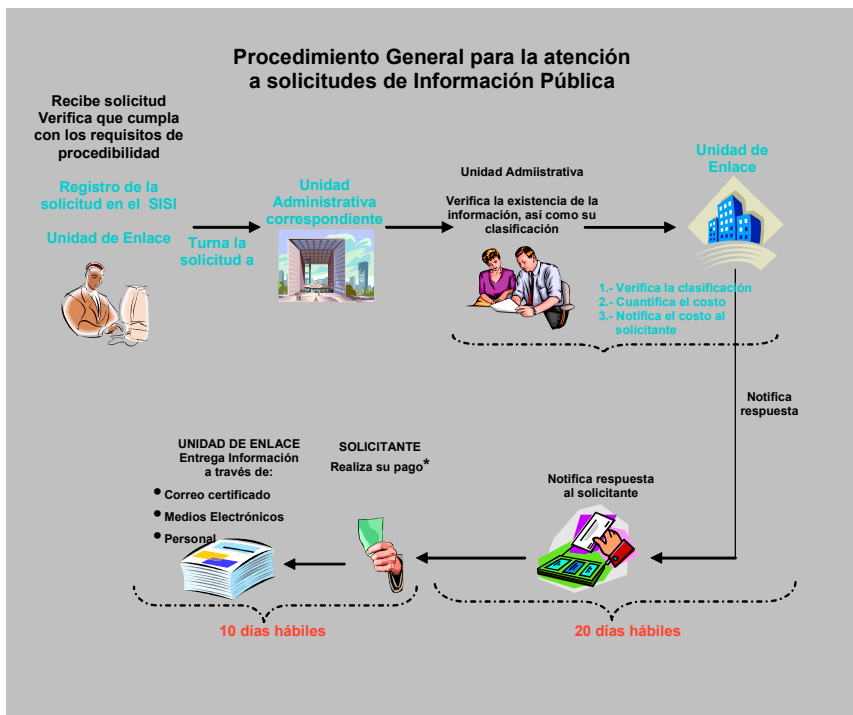 Procedimiento General para la atención
a solicitudes de Información Pública
Recibe solicitud
Verifica que cumpla
con los requisitos de
procedibilidad
Registro de la
solicitud en el SISI
Unidad de Enlace
Turna la
solicitud a
Unidad
Administrativa
correspondiente
Unidad Admiistrativa
Verifica la existencia de la
información, así como su
clasificación
Unidad de
Enlace
1.- Verifica la clasificación
2.- Cuantifica el costo
3.- Notifica el costo al
solicitante
Notifica
respuesta
Notifica respuesta
al solicitante
SOLICITANTE
Realiza su pago*
UNIDAD DE ENLACE
Entrega Información
a través de:
• Correo certificado
• Medios Electrónicos
• Personal
10 días hábiles
20 días hábiles